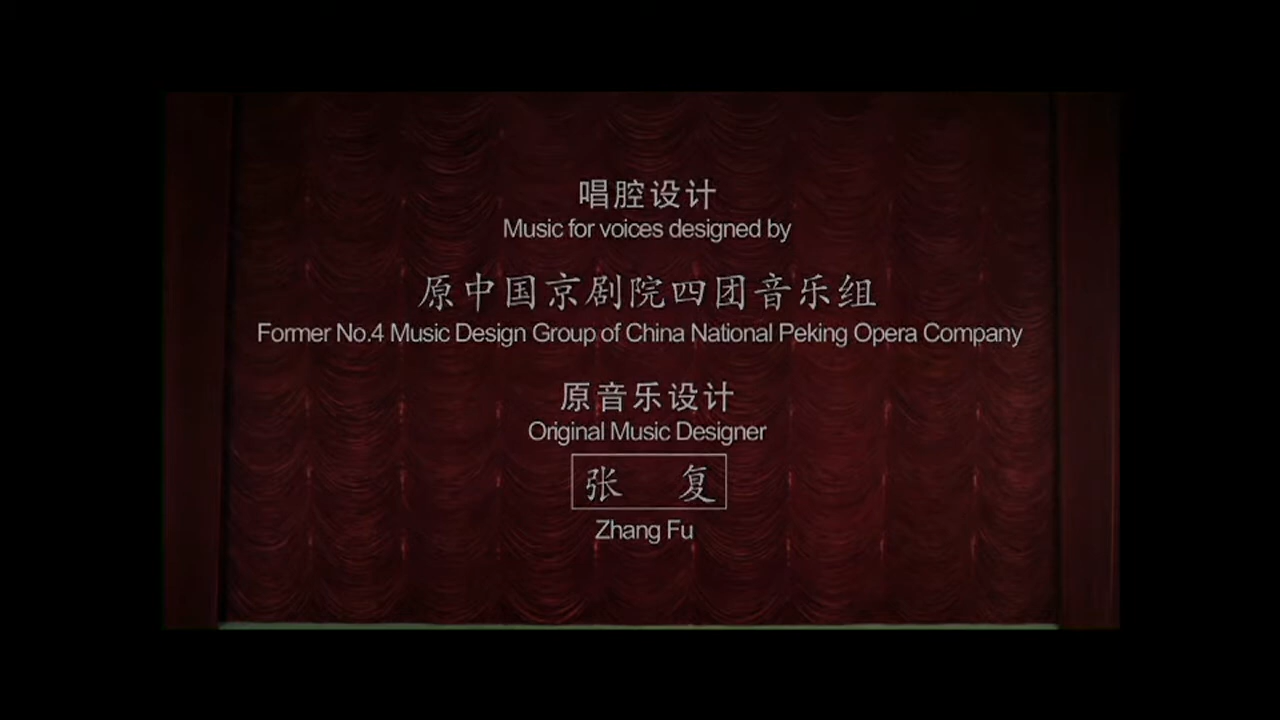 唱腔设计
Music for voices designed by
原中国京剧院四团音乐组
Former No.4 Music Design Group of China National Peking Opera Company
原音乐设计
Original Music Designer
张 复
Zhang Fu